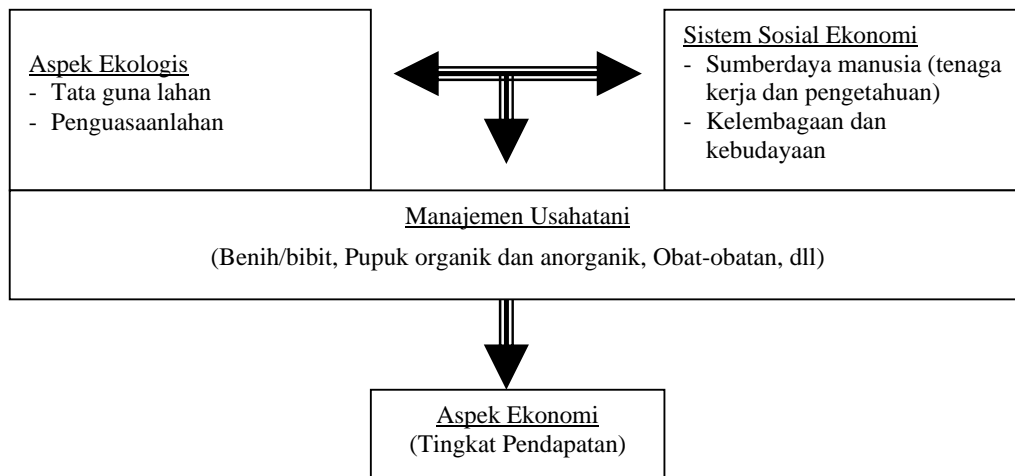 Aspek Ekologis
- Tata guna lahan
- Penguasaanlahan
Sistem Sosial Ekonomi
- Sumberdaya manusia (tenaga
kerja dan pengetahuan)
- Kelembagaan dan
kebudayaan
Manajemen Usahatani
(Benih/bibit, Pupuk organik dan anorganik, Obat-obatan, dll)
Aspek Ekonomi
(Tingkat Pendapatan)